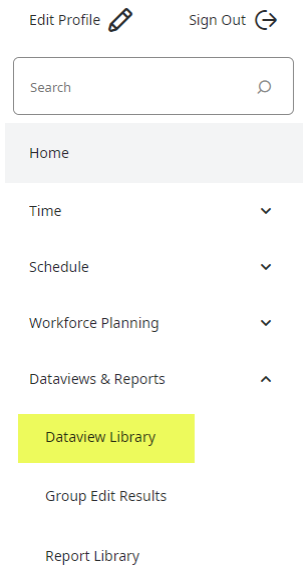 Edit Profile Sign Out
Search
Home
Time
Schedule
Workforce Planning
Dataviews & Reports
Dataview Library
Group Edit Results
Report Library